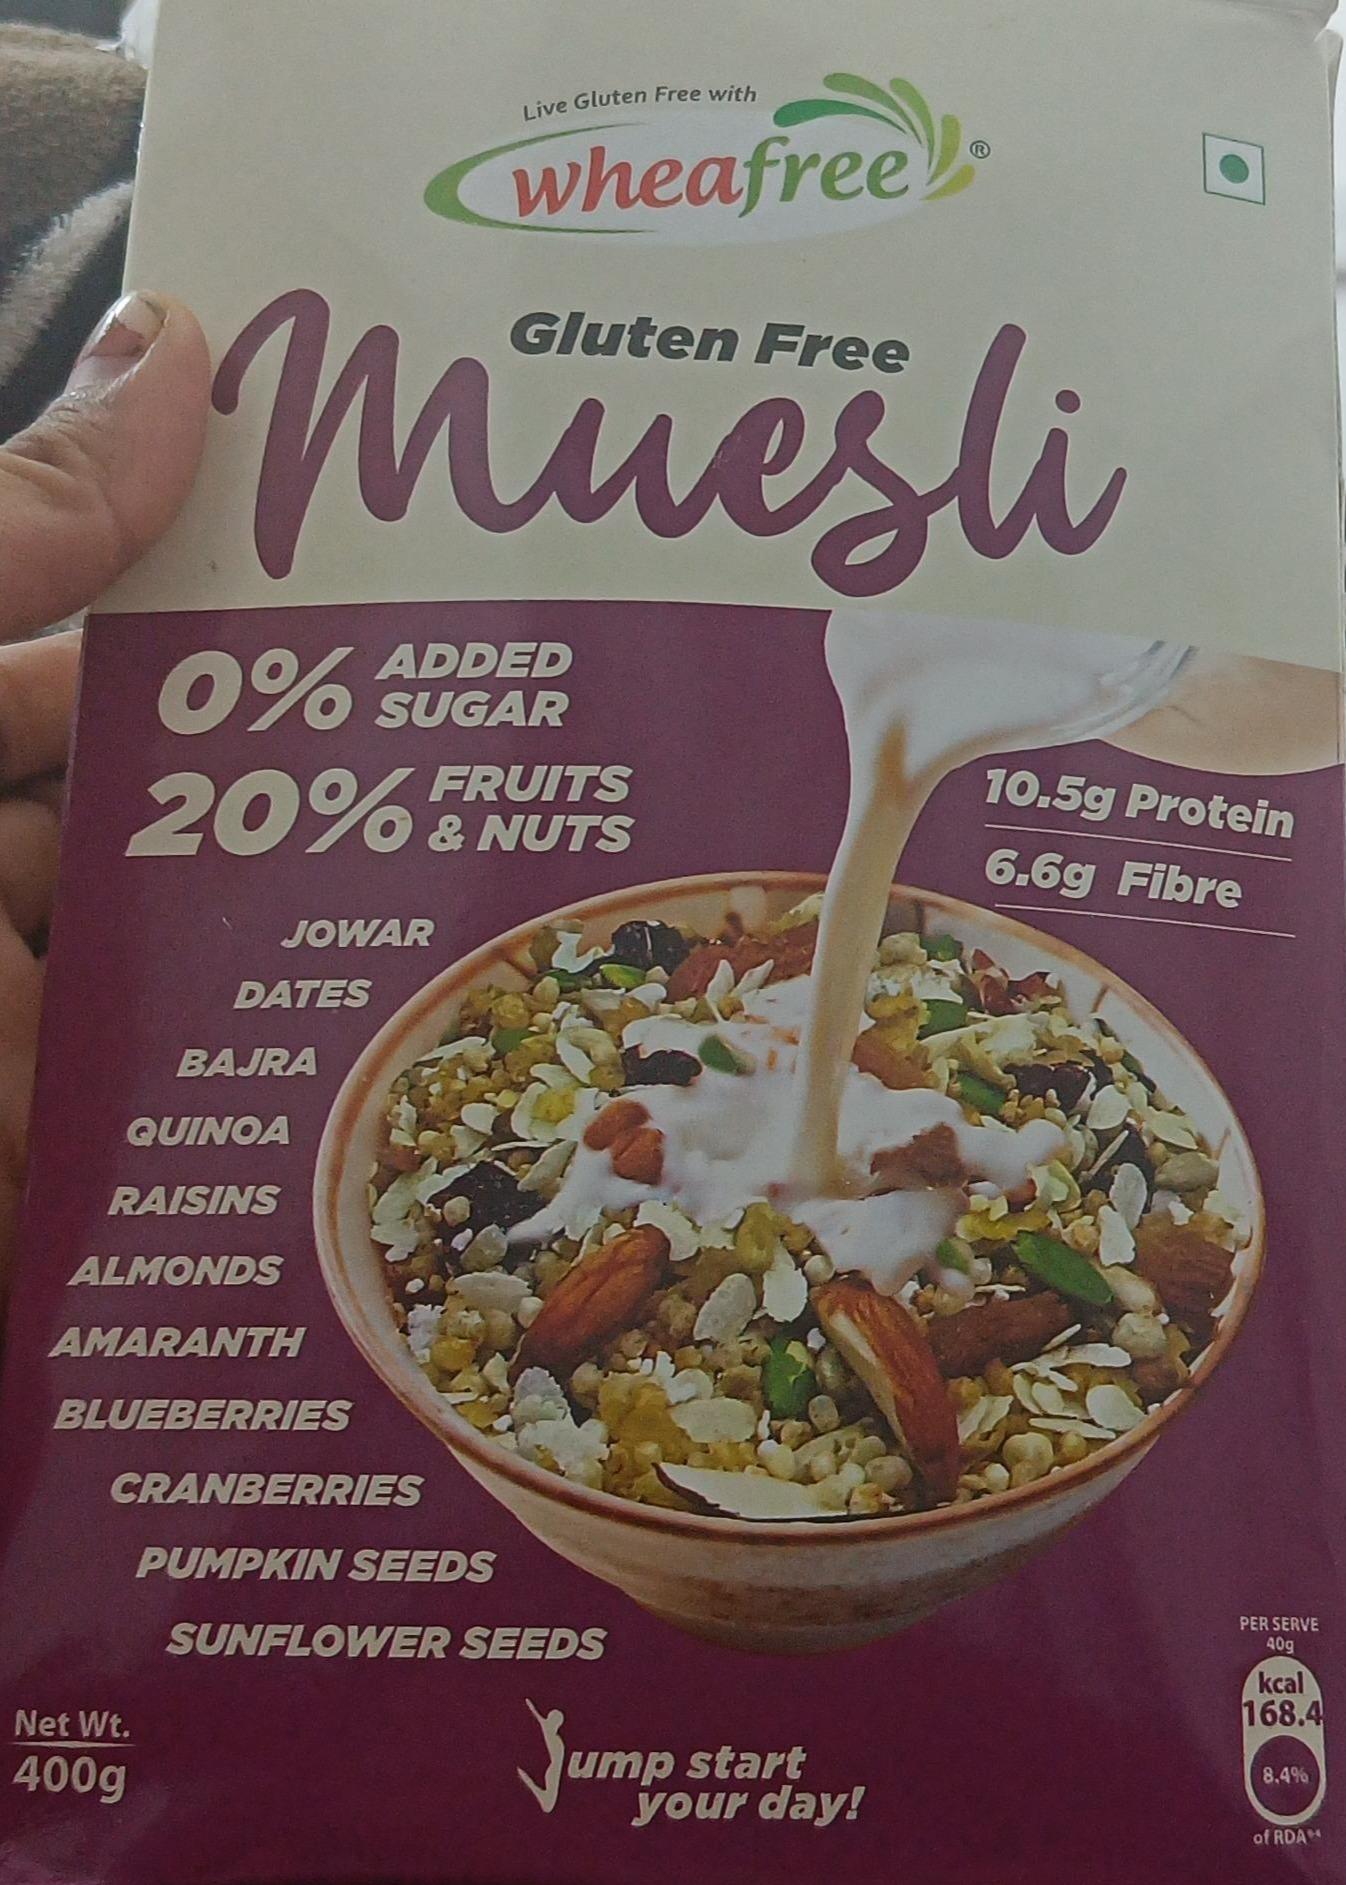 Live Gluten Free with
wheafree®
Gluten Free
Muesli
0% ADDED SUGAR
20% FRUITS & NUTS
10.5g Protein
6.6g Fibre
JOWAR
DATES
BAJRA
QUINOA
RAISINS
ALMONDS
AMARANTH
BLUEBERRIES
CRANBERRIES
PUMPKIN SEEDS
SUNFLOWER SEEDS
Net Wt.
400g
Jump start
your day!
PER SERVE
40g
kcal
168.4
8.4%
of RDA**